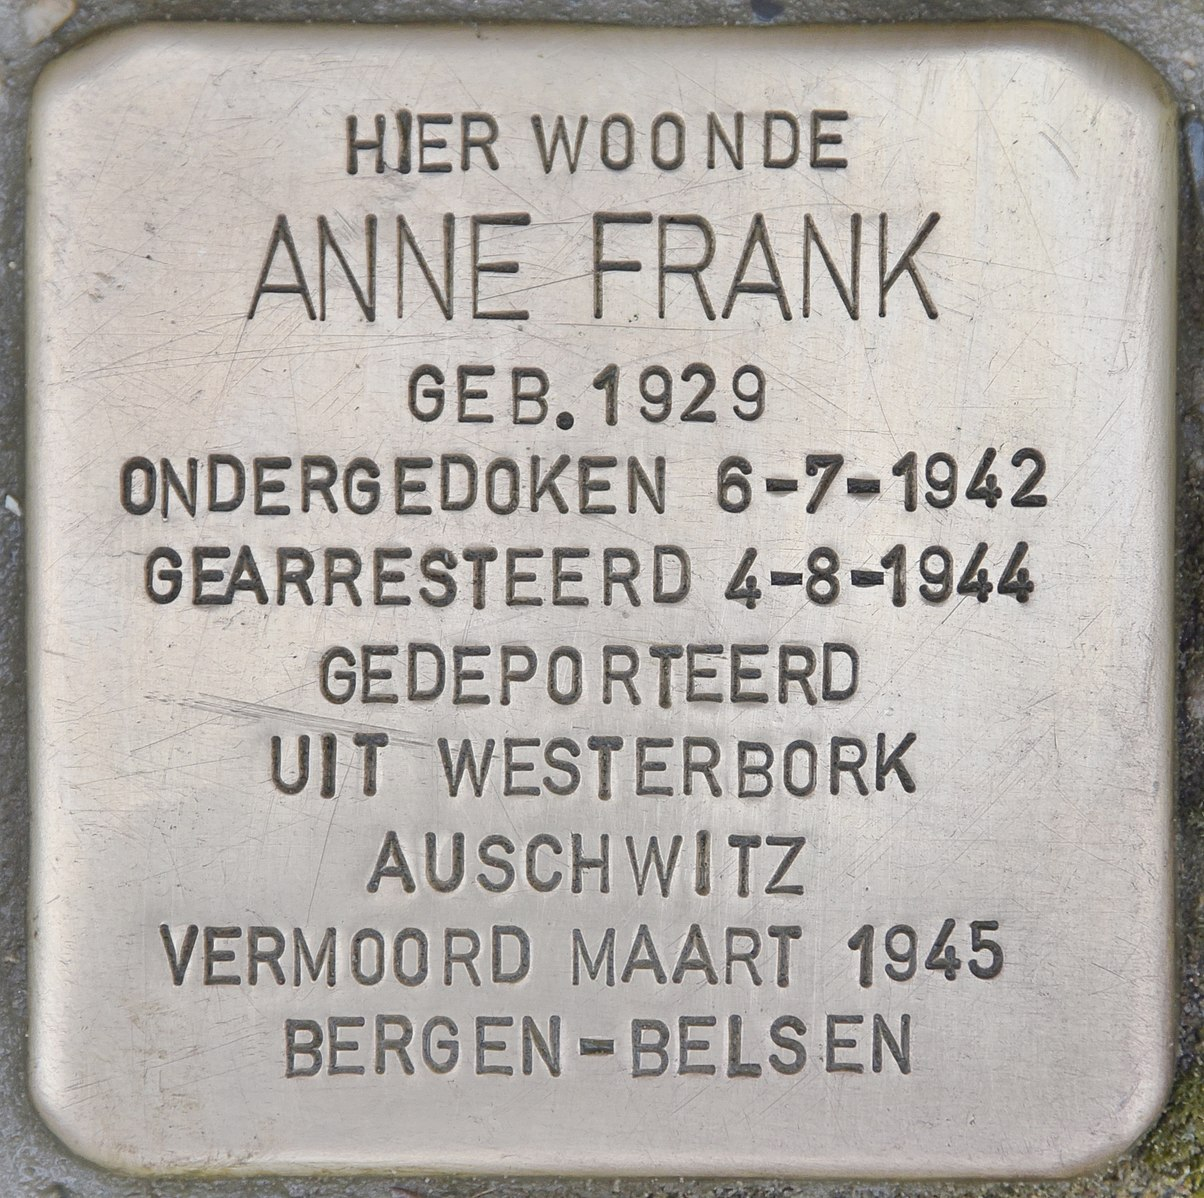 HIER WOONDE
ANNE FRANK
GEB. 1929
ONDERGEDOKEN 6-7-1942
GEARRESTEERD 4-8-1944
GEDEPORTEERD
UIT WESTERBORK
AUSCHWITZ
VERMOORD MAART 1945
BERGEN-BELSEN